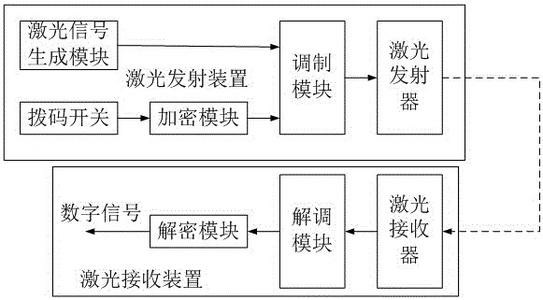 激光信号
生成模块
激光发射装置
调制
模块
激光
发射
器
拨码开关
加密模块
数字信号
解密模块
解调
模块
激光
接收
器
激光接收装置